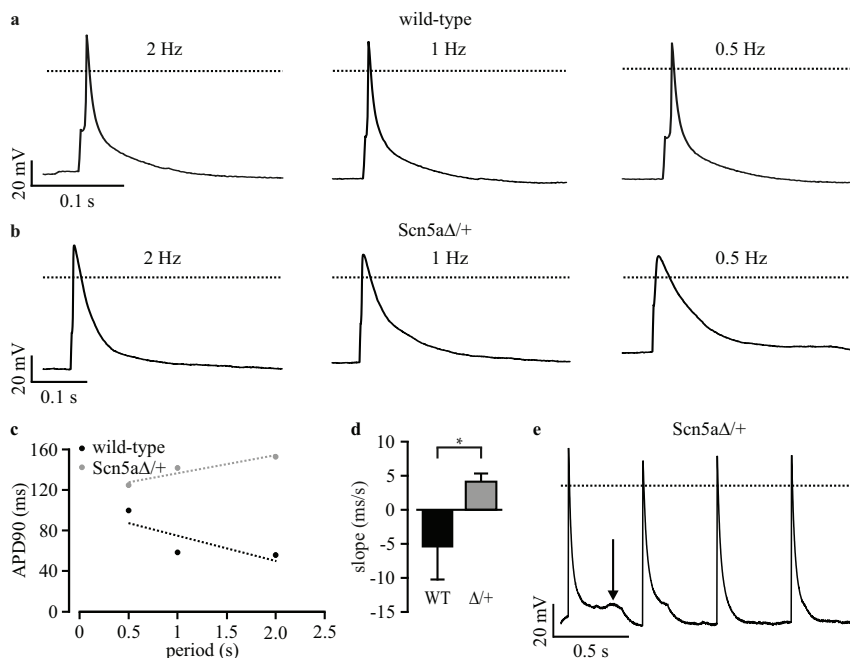 a
wild-type
2 Hz
1 Hz
0.5 Hz
20 mV
0.1 s
b
Scn5aΔ/+
2 Hz
1 Hz
0.5 Hz
20 mV
0.1 s
c
wild-type
Scn5aΔ/+
160
120
80
40
0
APD90 (ms)
0
0.5
1
2.0
2.5
period (s)
d
*
10
5
0
-5
-10
-15
slope (ms/s)
WT
Δ/+
e
Scn5aΔ/+
20 mV
0.5 s